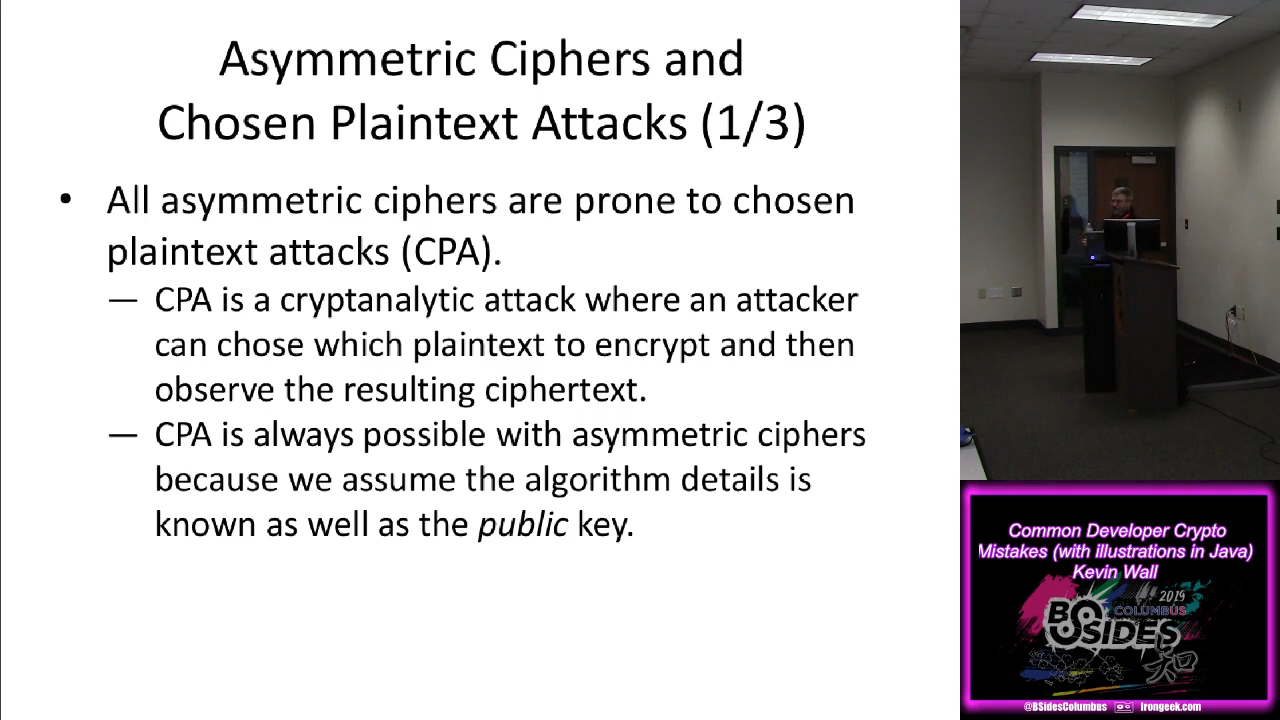 Asymmetric Ciphers and
Chosen Plaintext Attacks (1/3)
• All asymmetric ciphers are prone to chosen
plaintext attacks (CPA).
— CPA is a cryptanalytic attack where an attacker
can chose which plaintext to encrypt and then
observe the resulting ciphertext.
— CPA is always possible with asymmetric ciphers
because we assume the algorithm details is
known as well as the public key.
Common Developer Crypto
Mistakes (with illustrations in Java)
Kevin Wall
2019
BSIDES
COLUMBUS
@BSidesColumbus Irongeek.com